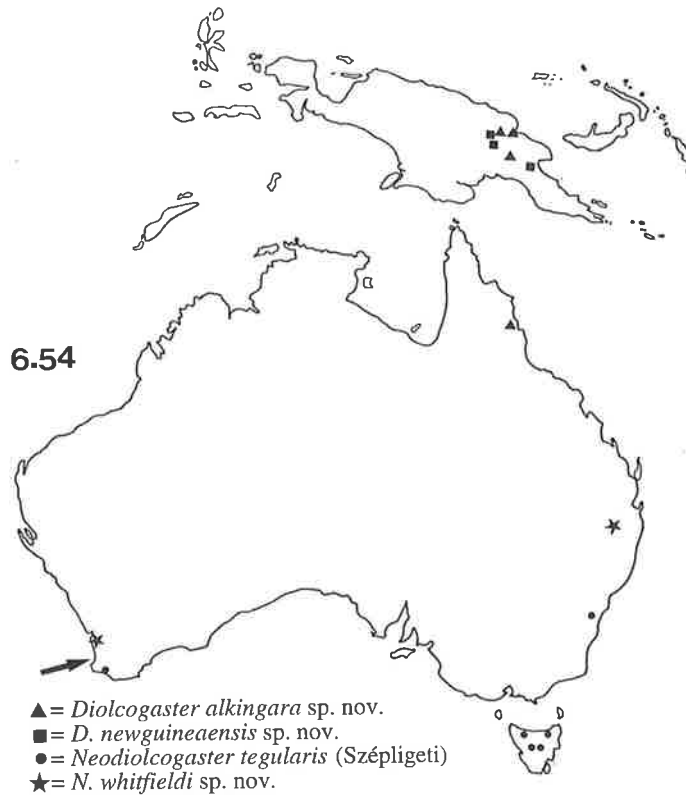 6.54
▲= Diolcogaster alkingara sp. nov.
■= D. newguineaensis sp. nov.
●= Neodiolcogaster tegularis (Szépligeti)
★= N. whitfieldi sp. nov.